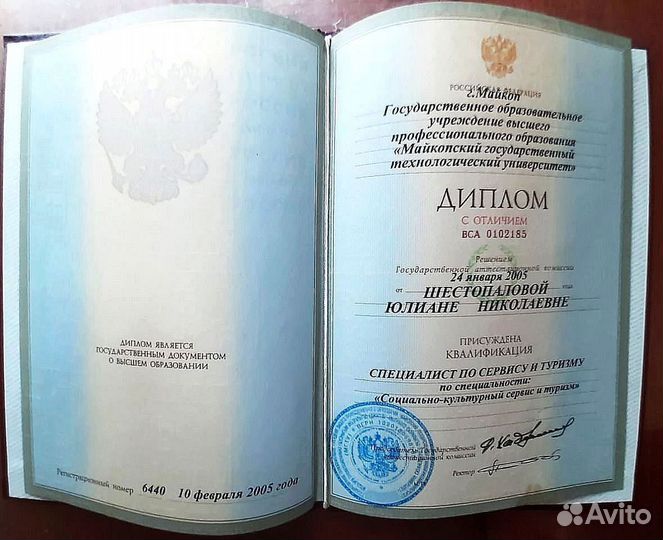 ДИПЛОМ ЯВЛЯЕТСЯ
ГОСУДАРСТВЕННЫМ ДОКУМЕНТОМ
О ВЫСШЕМ ОБРАЗОВАНИИ
Регистрационный номер 6440 10 февраля 2005 года
РОССИЙСКАЯ ФЕДЕРАЦИЯ
г.Майкоп
Государственное образовательное
учреждение высшего
профессионального образования
«Майкопский государственный
технологический университет»
ДИПЛОМ
С ОТЛИЧИЕМ
ВСА 0102185
Решением
Государственной аттестационной комиссии
от 24 января 2005 года
ШЕСТОПАЛОВОЙ
ЮЛИАНЕ НИКОЛАЕВНЕ
ПРИСУЖДЕНА
КВАЛИФИКАЦИЯ
СПЕЦИАЛИСТ ПО СЕРВИСУ И ТУРИЗМУ
по специальности:
«Социально-культурный сервис и туризм»
Председатель Государственной
аттестационной комиссии
Ректор
Avito